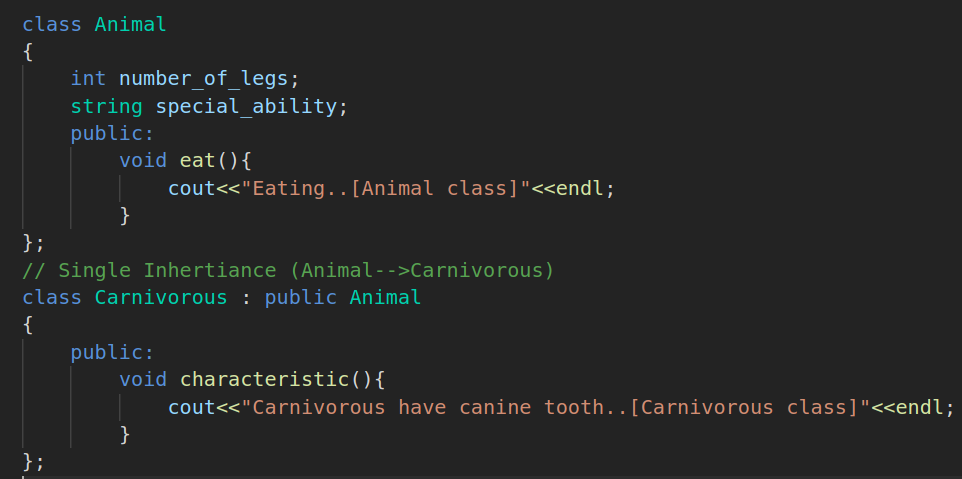 class Animal
{
    int number_of_legs;
    string special_ability;
    public:
        void eat(){
            cout<<"Eating..[Animal class]"<<endl;
        }
};
// Single Inhertiance (Animal-->Carnivorous)
class Carnivorous : public Animal
{
    public:
        void characteristic(){
            cout<<"Carnivorous have canine tooth..[Carnivorous class]"<<endl;
        }
};